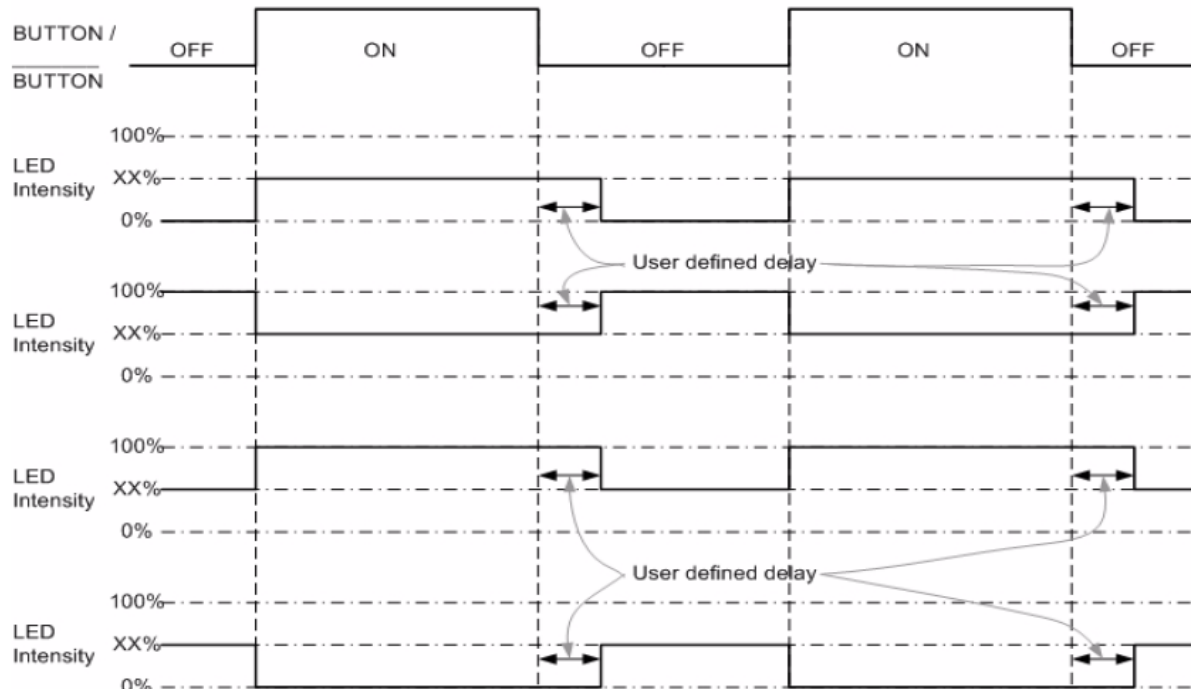 BUTTON /
OFF ON OFF ON OFF
BUTTON
100%
LED
Intensity
XX%
0%
User defined delay
100%
LED
Intensity
XX%
0%
100%
LED
Intensity
XX%
0%
User defined delay
100%
LED
Intensity
XX%
0%